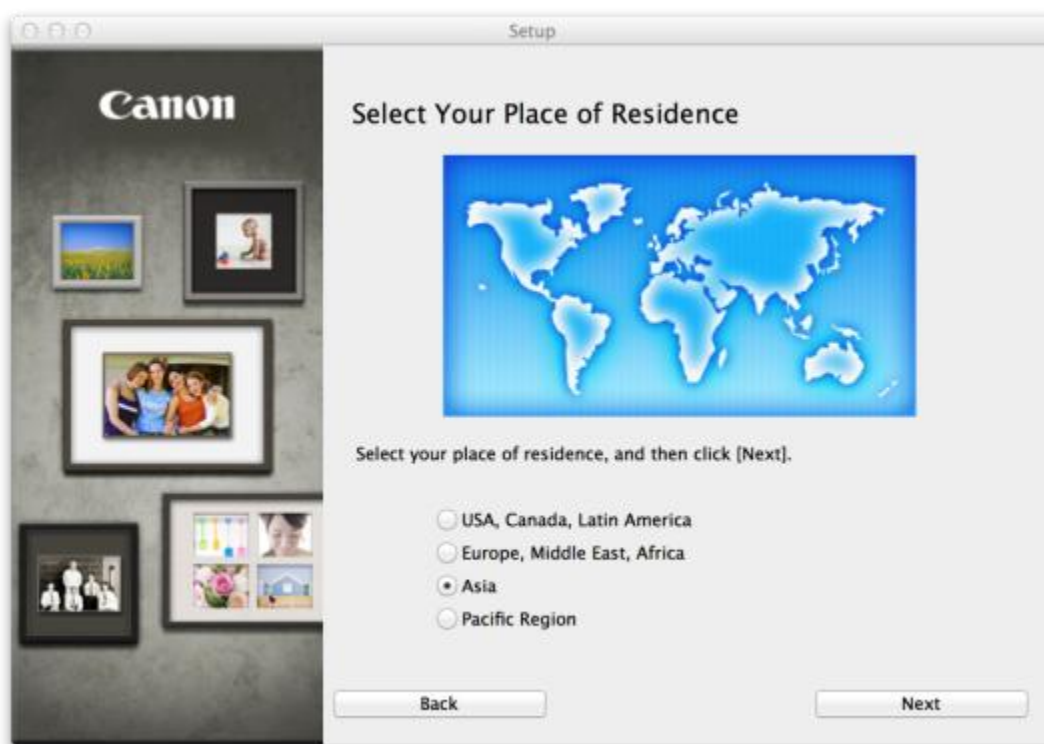 Setup
Canon
Select Your Place of Residence
Select your place of residence, and then click [Next].
USA, Canada, Latin America
Europe, Middle East, Africa
Asia
Pacific Region
Back
Next